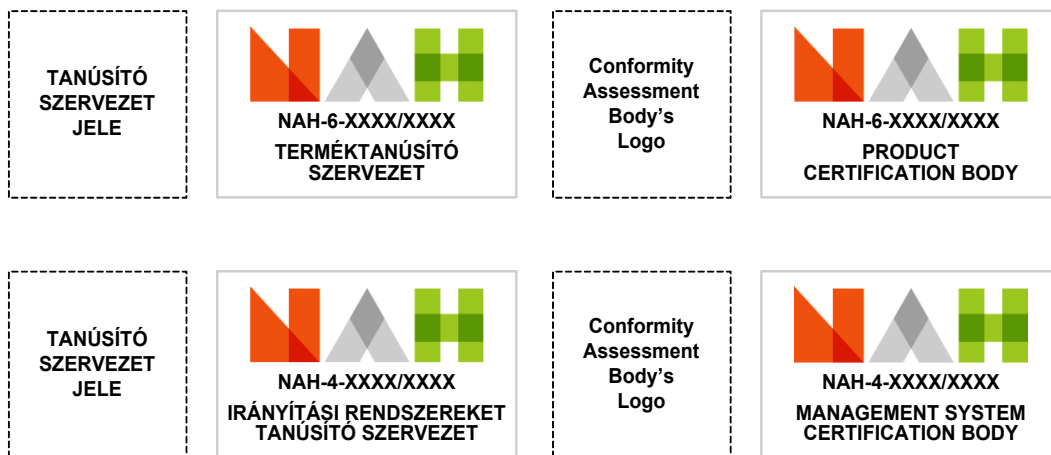 TANÚSÍTÓ
SZERVEZET
JELE
NAH
NAH-6-XXXX/XXXX
TERMÉKTANÚSÍTÓ
SZERVEZET
Conformity
Assessment
Body’s
Logo
NAH
NAH-6-XXXX/XXXX
PRODUCT
CERTIFICATION BODY
TANÚSÍTÓ
SZERVEZET
JELE
NAH
NAH-4-XXXX/XXXX
IRÁNYÍTÁSI RENDSZEREKET
TANÚSÍTÓ SZERVEZET
Conformity
Assessment
Body’s
Logo
NAH
NAH-4-XXXX/XXXX
MANAGEMENT SYSTEM
CERTIFICATION BODY